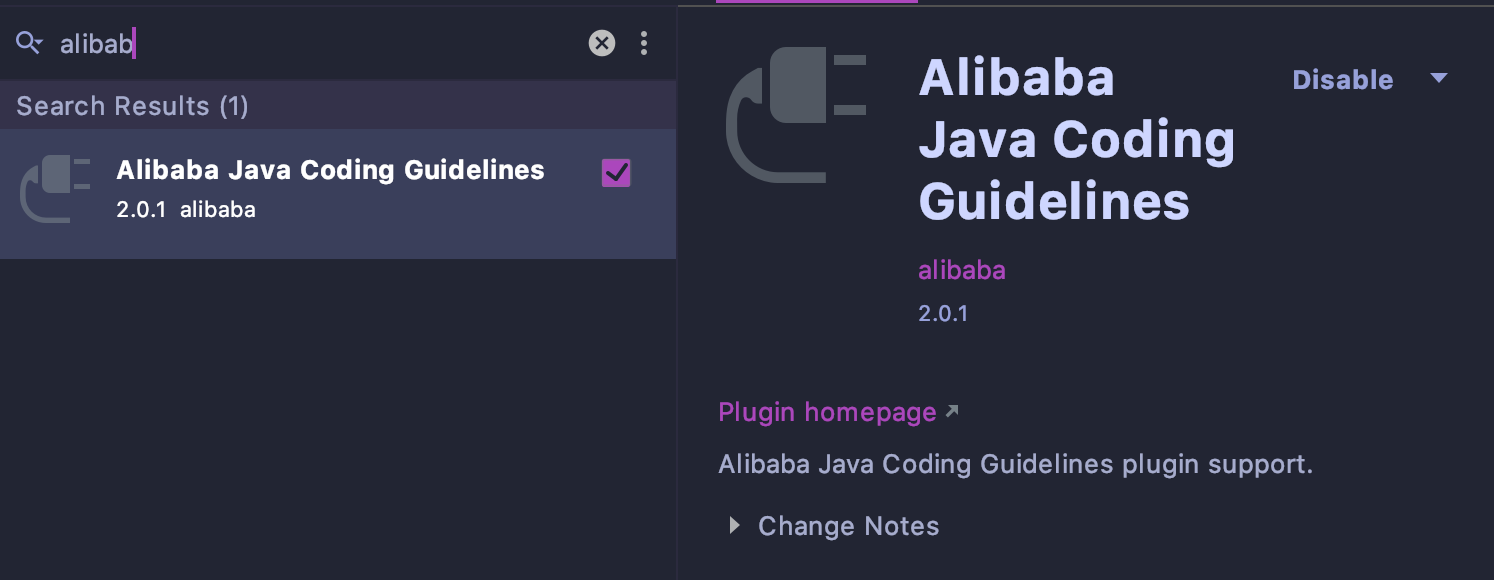 alibab
Search Results (1)
Alibaba Java Coding Guidelines
2.0.1 alibaba
Alibaba
Java Coding
Guidelines
Disable
alibaba
2.0.1
Plugin homepage
Alibaba Java Coding Guidelines plugin support.
Change Notes